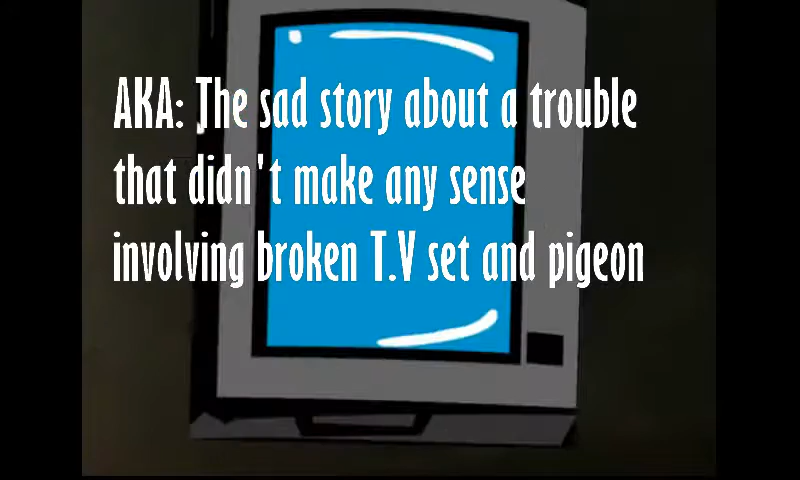 AKA: The sad story about a trouble
that didn't make any sense
involving broken T.V set and pigeon